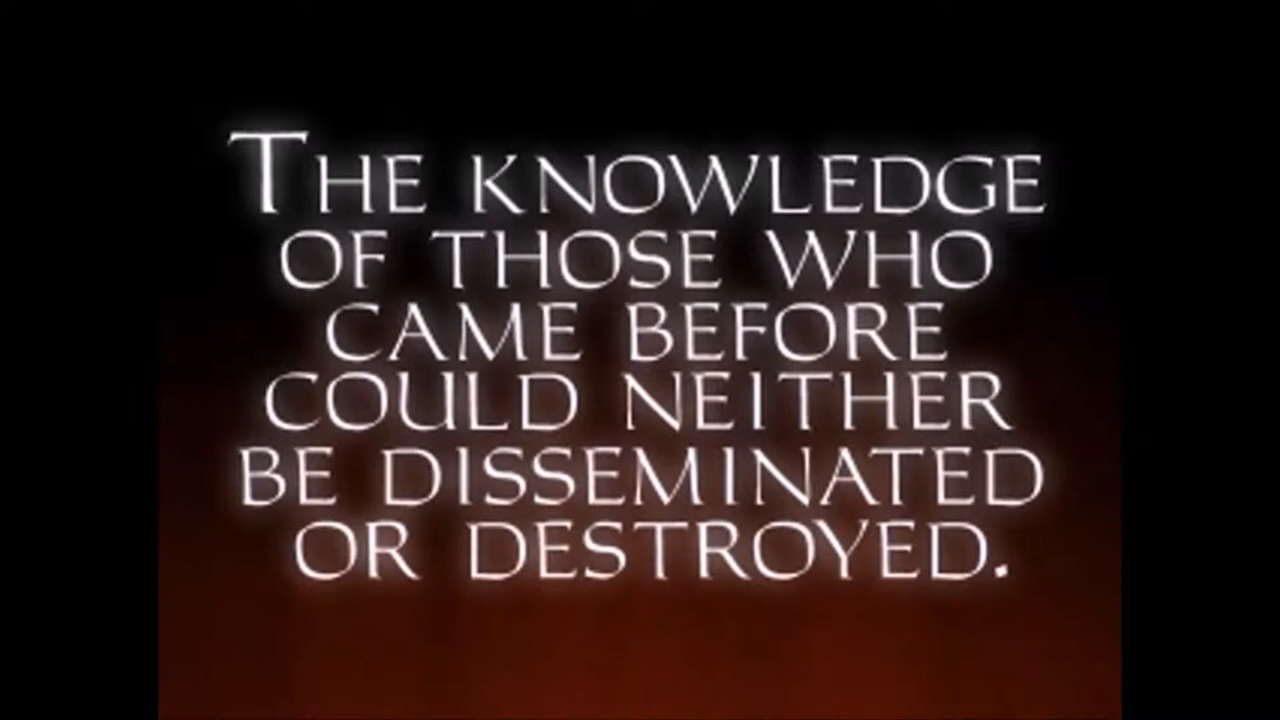 THE KNOWLEDGE
OF THOSE WHO
CAME BEFORE
COULD NEITHER
BE DISSEMINATED
OR DESTROYED.